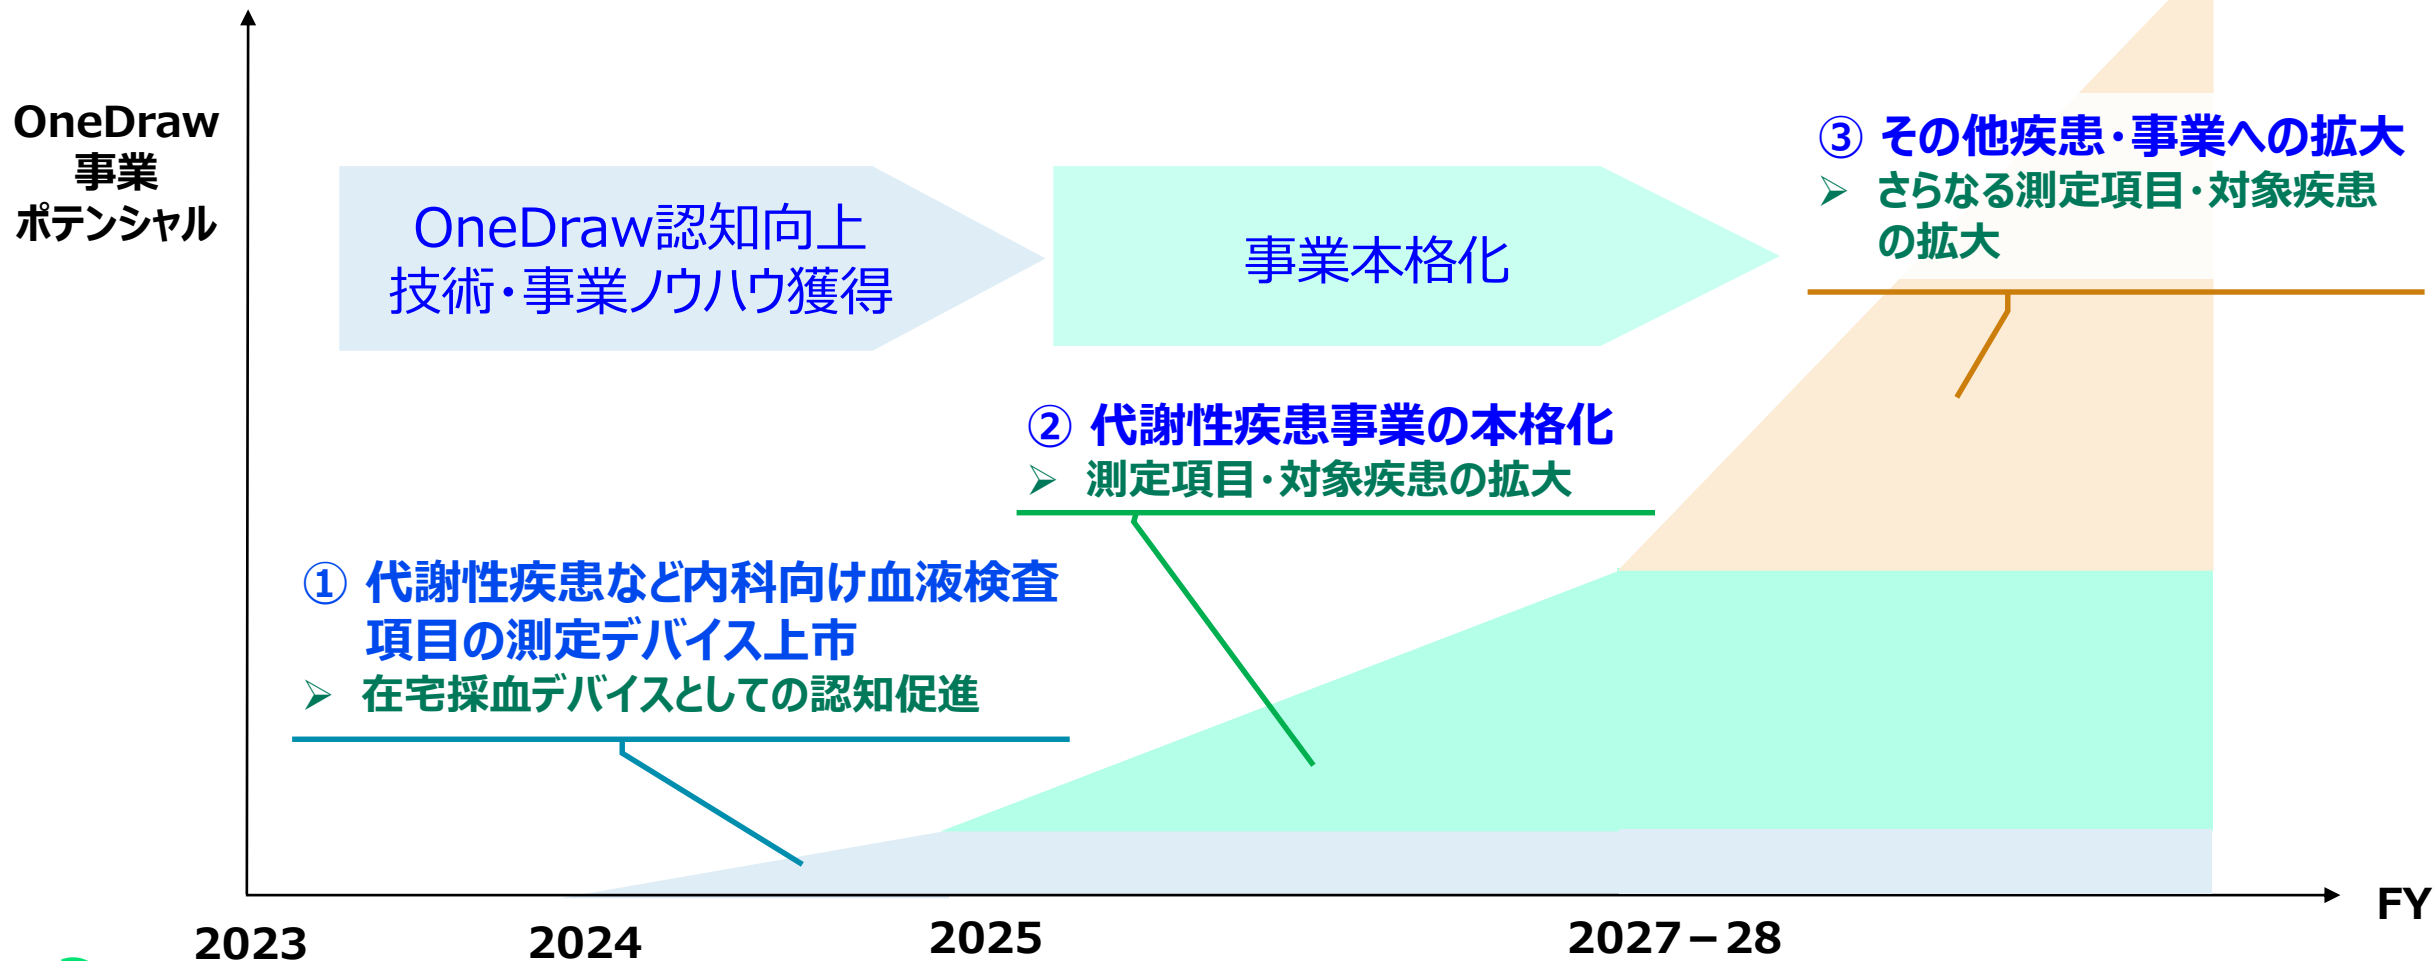 OneDraw
事業
ポテンシャル
OneDraw認知向上
技術・事業ノウハウ獲得
事業本格化
③ その他疾患・事業への拡大
➢ さらなる測定項目・対象疾患
の拡大
② 代謝性疾患事業の本格化
➢ 測定項目・対象疾患の拡大
① 代謝性疾患など内科向け血液検査
項目の測定デバイス上市
➢ 在宅採血デバイスとしての認知促進
2023
2024
2025
2027－28
FY